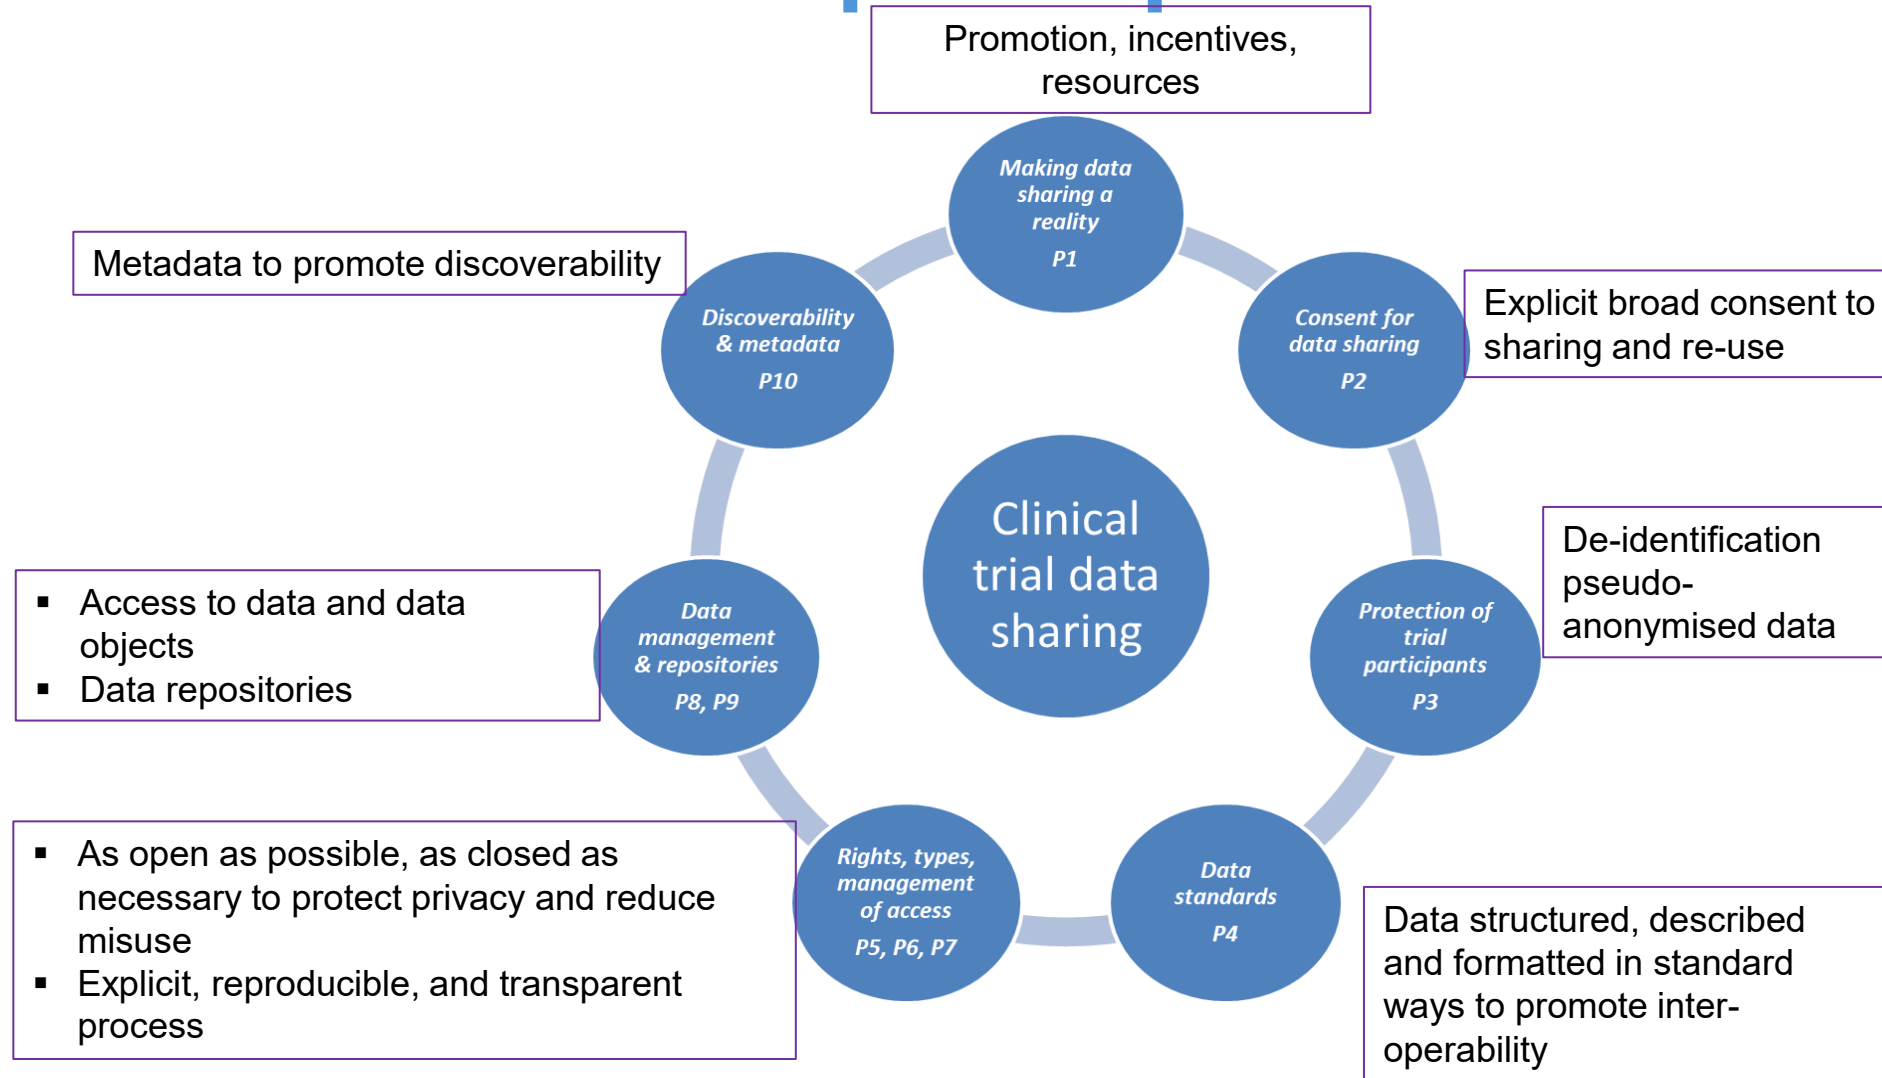 Promotion, incentives,
resources
Making data
sharing a
reality
P1
Metadata to promote discoverability
Discoverability
& metadata
P10
Consent for
data sharing
P2
Explicit broad consent to
sharing and re-use
Clinical
trial data
sharing
De-identification
pseudo-
anonymised data
Protection of
trial
participants
P3
▪ Access to data and data
objects
▪ Data repositories
Data
management
& repositories
P8, P9
▪ As open as possible, as closed as
necessary to protect privacy and reduce
misuse
▪ Explicit, reproducible, and transparent
process
Rights, types,
management
of access
P5, P6, P7
Data
standards
P4
Data structured, described
and formatted in standard
ways to promote inter-
operability